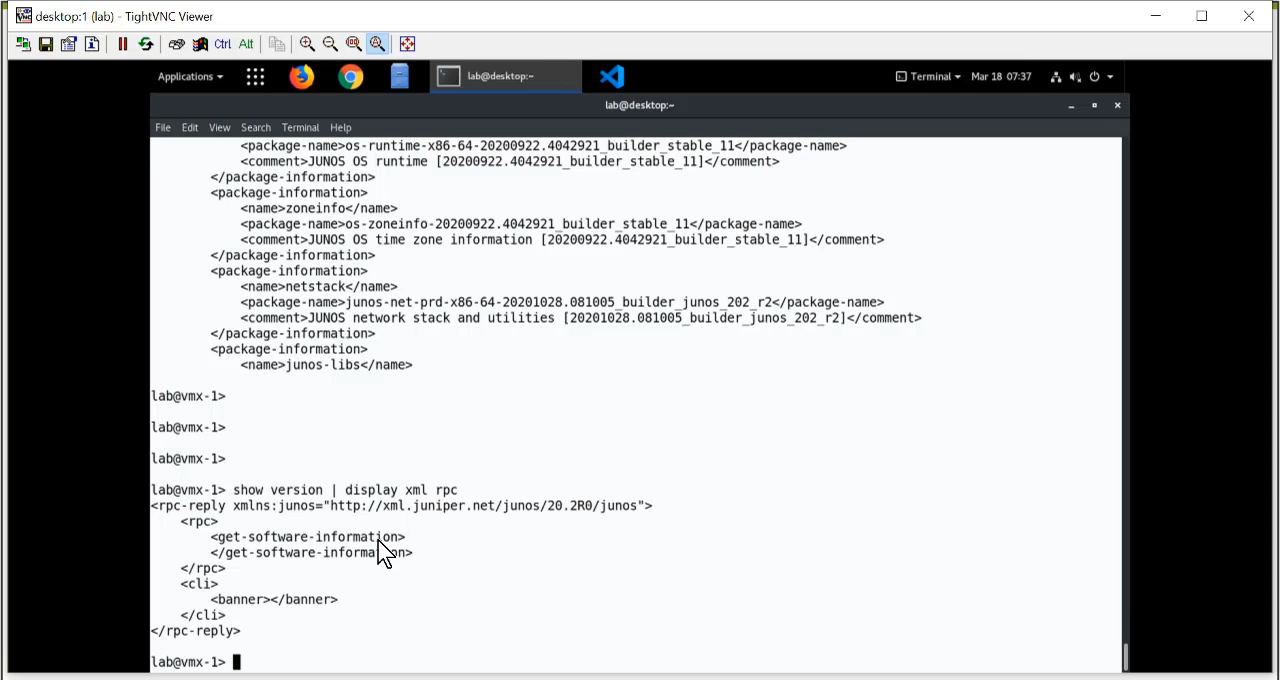 desktop:1 (lab) - TightVNC Viewer
Ctrl Alt
Applications lab@desktop:~ Terminal Mar 18 07:37
lab@desktop:~
File Edit View Search Terminal Help
<package-name>os-runtime-x86-64-20200922.4042921_builder_stable_11</package-name>
<comment>JUNOS OS runtime [20200922.4042921_builder_stable_11]</comment>
</package-information>
<package-information>
<name>zoneinfo</name>
<package-name>os-zoneinfo-20200922.4042921_builder_stable_11</package-name>
<comment>JUNOS OS time zone information [20200922.4042921_builder_stable_11]</comment>
</package-information>
<package-information>
<name>netstack</name>
<package-name>junos-net-prd-x86-64-20201028.081005_builder_junos_202_r2</package-name>
<comment>JUNOS network stack and utilities [20201028.081005_builder_junos_202_r2]</comment>
</package-information>
<package-information>
<name>junos-libs</name>
lab@vmx-1>
lab@vmx-1>
lab@vmx-1>
lab@vmx-1> show version | display xml rpc
<rpc-reply xmlns:junos="http://xml.juniper.net/junos/20.2R0/junos">
<rpc>
<get-software-information>
</get-software-information>
</rpc>
<cli>
<banner></banner>
</cli>
</rpc-reply>
lab@vmx-1>